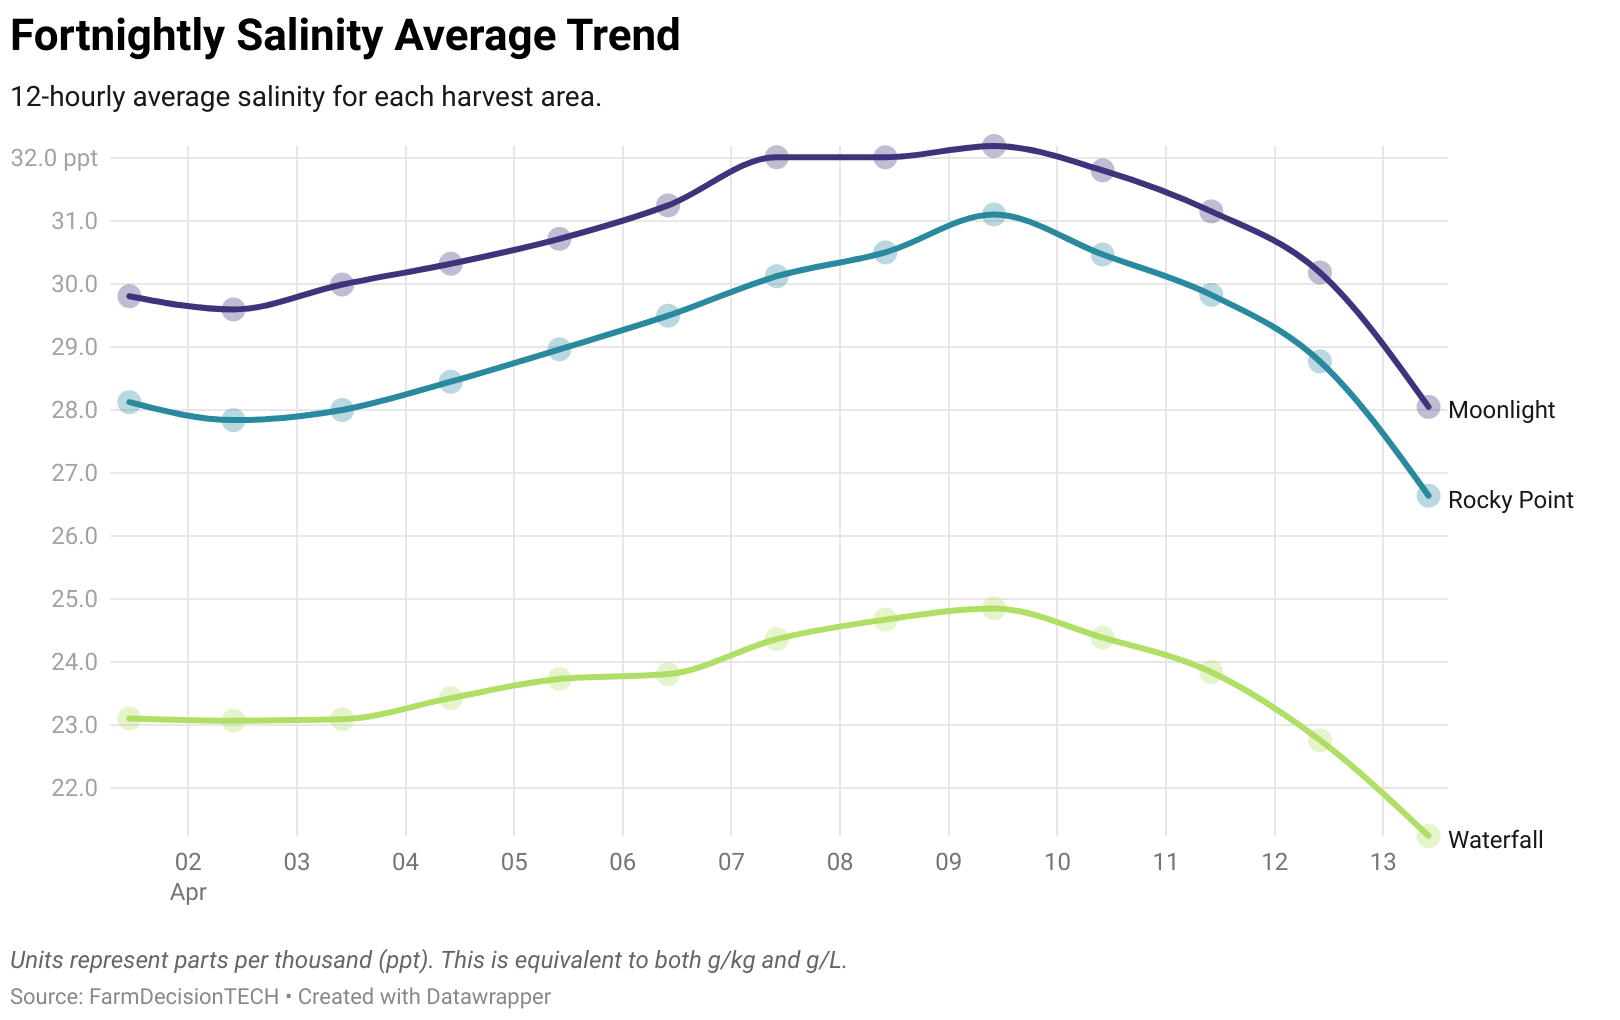 Fortnightly Salinity Average Trend
12-hourly average salinity for each harvest area.
32.0 ppt
31.0
30.0
29.0
28.0
27.0
26.0
25.0
24.0
23.0
22.0
Moonlight
Rocky Point
Waterfall
02 03 04 05 06 07 08 09 10 11 12 13
Apr
Units represent parts per thousand (ppt). This is equivalent to both g/kg and g/L.
Source: FarmDecisionTECH • Created with Datawrapper